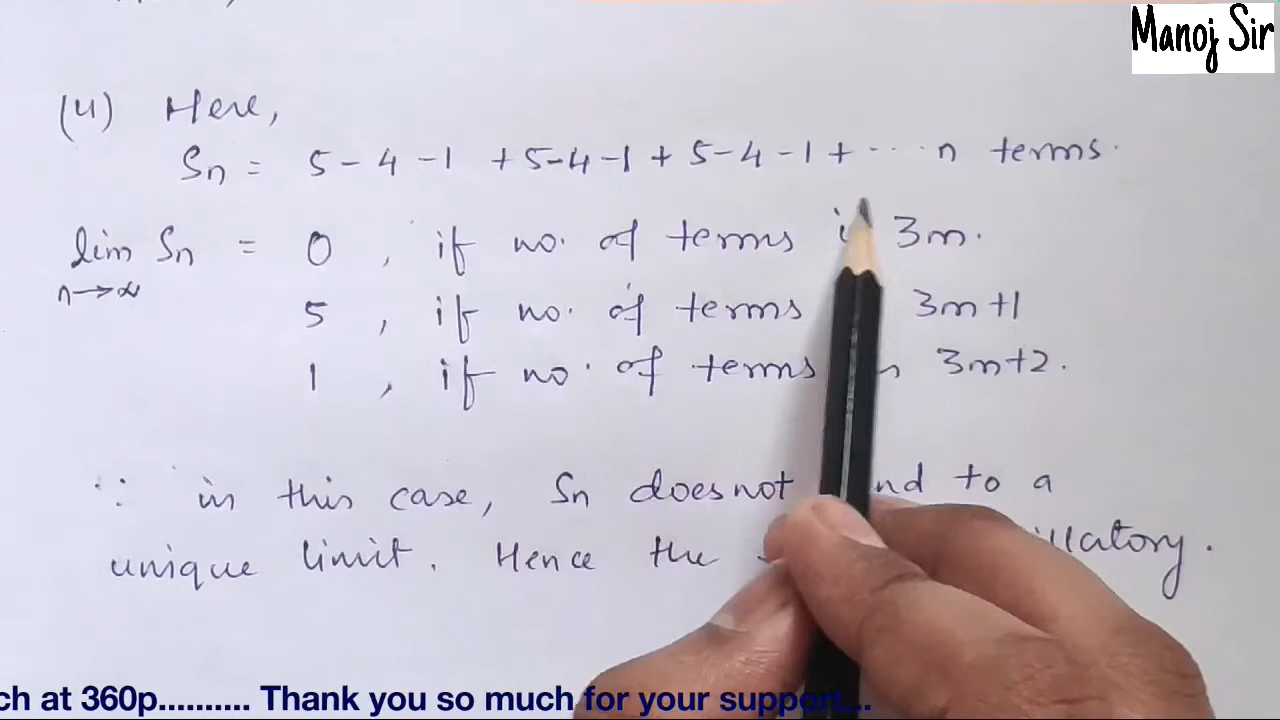 Manoj Sir
(4) Here,
Sn = 5-4-1 +5-4-1+ 5-4-1+ ... n terms.
lim Sn = 0, if no. of terms 3m.
n→∞
5, if no. of terms 3m+1
1, if no. of terms 3m+2.
∵ in this case, Sn doesnot to a
unique limit. Hence the
ch at 360p.......... Thank you so much for your support...